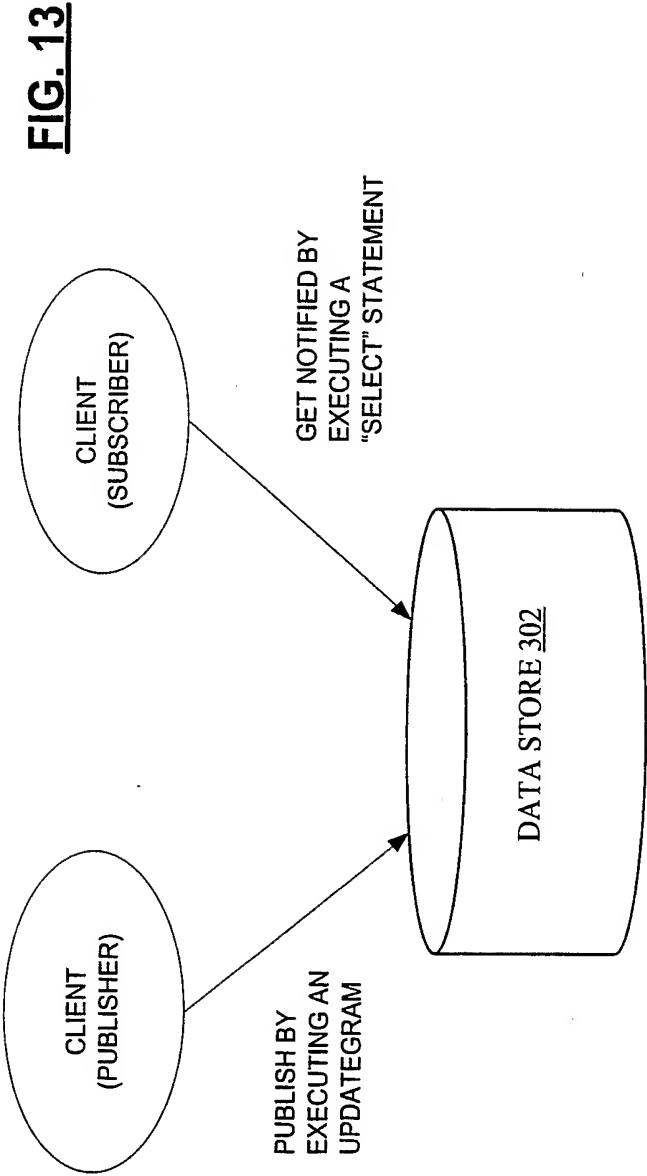 FIG. 13
CLIENT
(PUBLISHER)
CLIENT
(SUBSCRIBER)
PUBLISH BY
EXECUTING AN
UPDATEGRAM
GET NOTIFIED BY
EXECUTING A
“SELECT” STATEMENT
DATA STORE 302